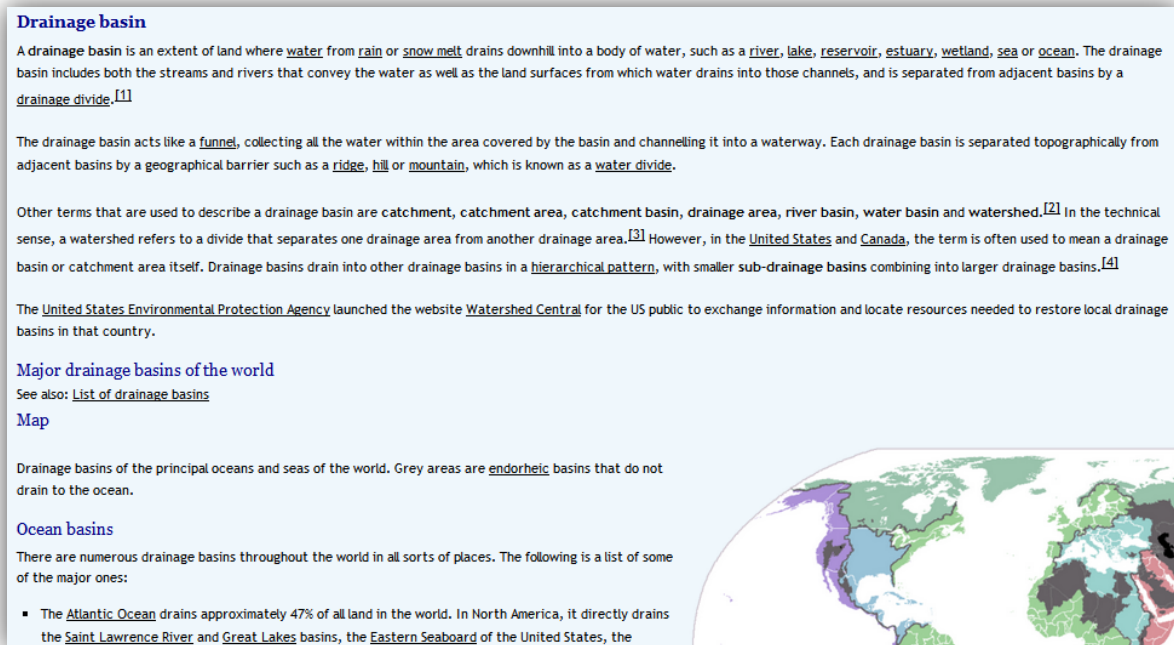 Drainage basin
A drainage basin is an extent of land where water from rain or snow melt drains downhill into a body of water, such as a river, lake, reservoir, estuary, wetland, sea or ocean. The drainage
basin includes both the streams and rivers that convey the water as well as the land surfaces from which water drains into those channels, and is separated from adjacent basins by a
drainage divide.[1]
The drainage basin acts like a funnel, collecting all the water within the area covered by the basin and channelling it into a waterway. Each drainage basin is separated topographically from
adjacent basins by a geographical barrier such as a ridge, hill or mountain, which is known as a water divide.
Other terms that are used to describe a drainage basin are catchment, catchment area, catchment basin, drainage area, river basin, water basin and watershed.[2] In the technical
sense, a watershed refers to a divide that separates one drainage area from another drainage area.[3] However, in the United States and Canada, the term is often used to mean a drainage
basin or catchment area itself. Drainage basins drain into other drainage basins in a hierarchical pattern, with smaller sub-drainage basins combining into larger drainage basins.[4]
The United States Environmental Protection Agency launched the website Watershed Central for the US public to exchange information and locate resources needed to restore local drainage
basins in that country.
Major drainage basins of the world
See also: List of drainage basins
Map
Drainage basins of the principal oceans and seas of the world. Grey areas are endorheic basins that do not
drain to the ocean.
Ocean basins
There are numerous drainage basins throughout the world in all sorts of places. The following is a list of some
of the major ones:
▪ The Atlantic Ocean drains approximately 47% of all land in the world. In North America, it directly drains
the Saint Lawrence River and Great Lakes basins, the Eastern Seaboard of the United States, the